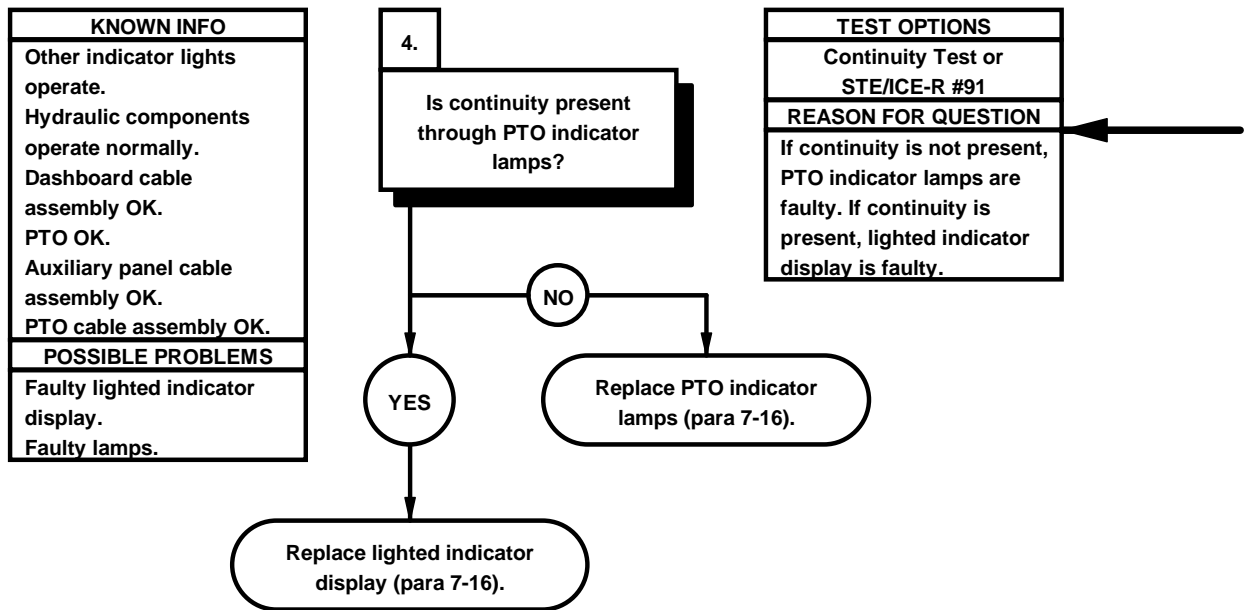 KNOWN INFO
Other indicator lights
operate.
Hydraulic components
operate normally.
Dashboard cable
assembly OK.
PTO OK.
Auxiliary panel cable
assembly OK.
PTO cable assembly OK.
POSSIBLE PROBLEMS
Faulty lighted indicator
display.
Faulty lamps.
4.
Is continuity present
through PTO indicator
lamps?
TEST OPTIONS
Continuity Test or
STE/ICE-R #91
REASON FOR QUESTION
If continuity is not present,
PTO indicator lamps are
faulty. If continuity is
present, lighted indicator
display is faulty.
NO
YES
Replace PTO indicator
lamps (para 7-16).
Replace lighted indicator
display (para 7-16).